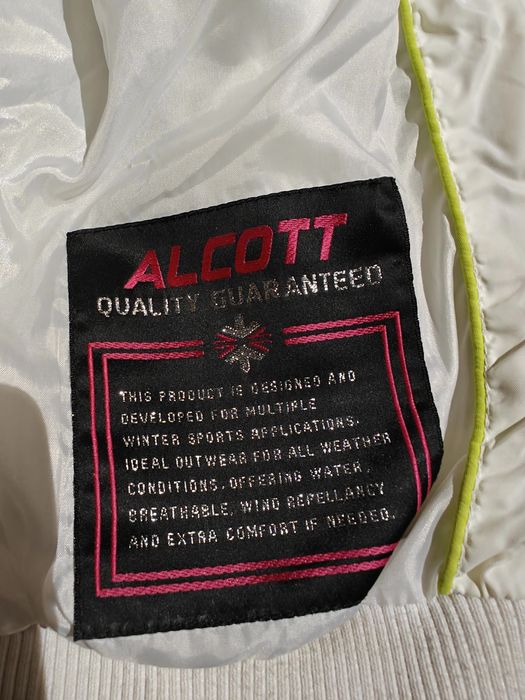 ALCOTT
QUALITY GUARANTEED
THIS PRODUCT IS DESIGNED AND
DEVELOPED FOR MULTIPLE
WINTER SPORTS APPLICATIONS.
IDEAL OUTWEAR FOR ALL WEATHER
CONDITIONS. OFFERING WATER,
BREATHABLE, WIND REPELLANCY
AND EXTRA COMFORT IF NEEDED.